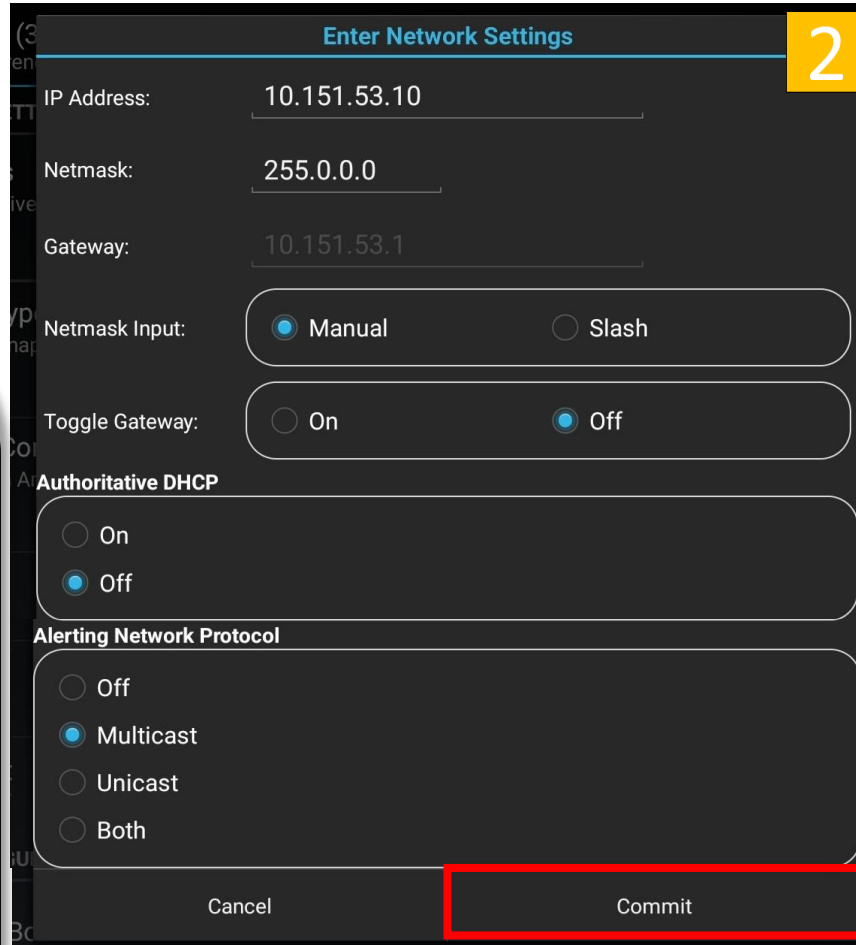 Enter Network Settings
2
IP Address: 10.151.53.10
Netmask: 255.0.0.0
Gateway: 10.151.53.1
Netmask Input: Manual Slash
Toggle Gateway: On Off
Authoritative DHCP
On
Off
Alerting Network Protocol
Off
Multicast
Unicast
Both
Cancel Commit